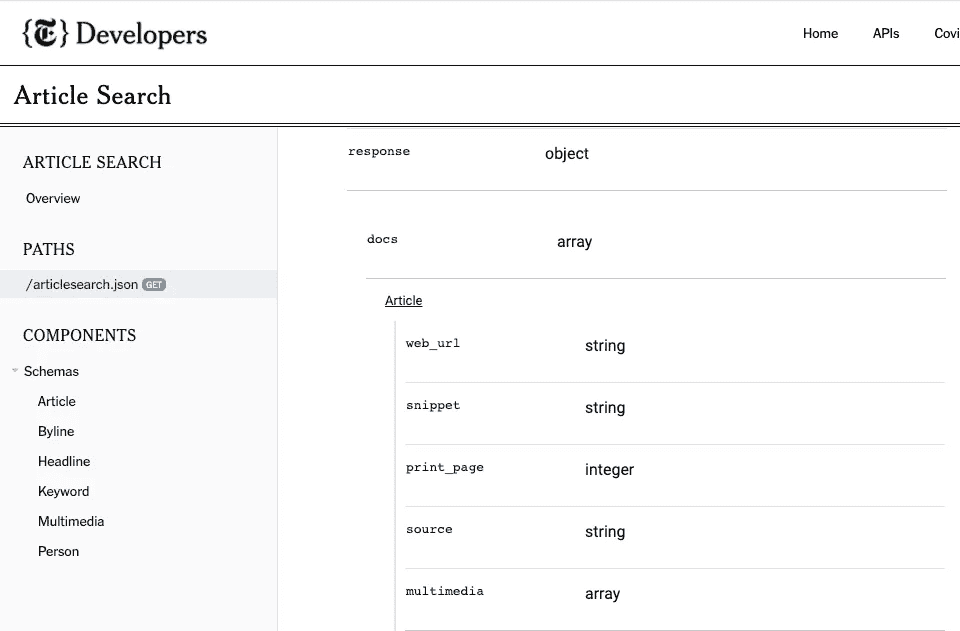 {T} Developers
Home APIs Covi
Article Search
ARTICLE SEARCH
Overview
PATHS
/articlesearch.json GET
COMPONENTS
Schemas
Article
Byline
Headline
Keyword
Multimedia
Person
response object
docs array
Article
web_url string
snippet string
print_page integer
source string
multimedia array